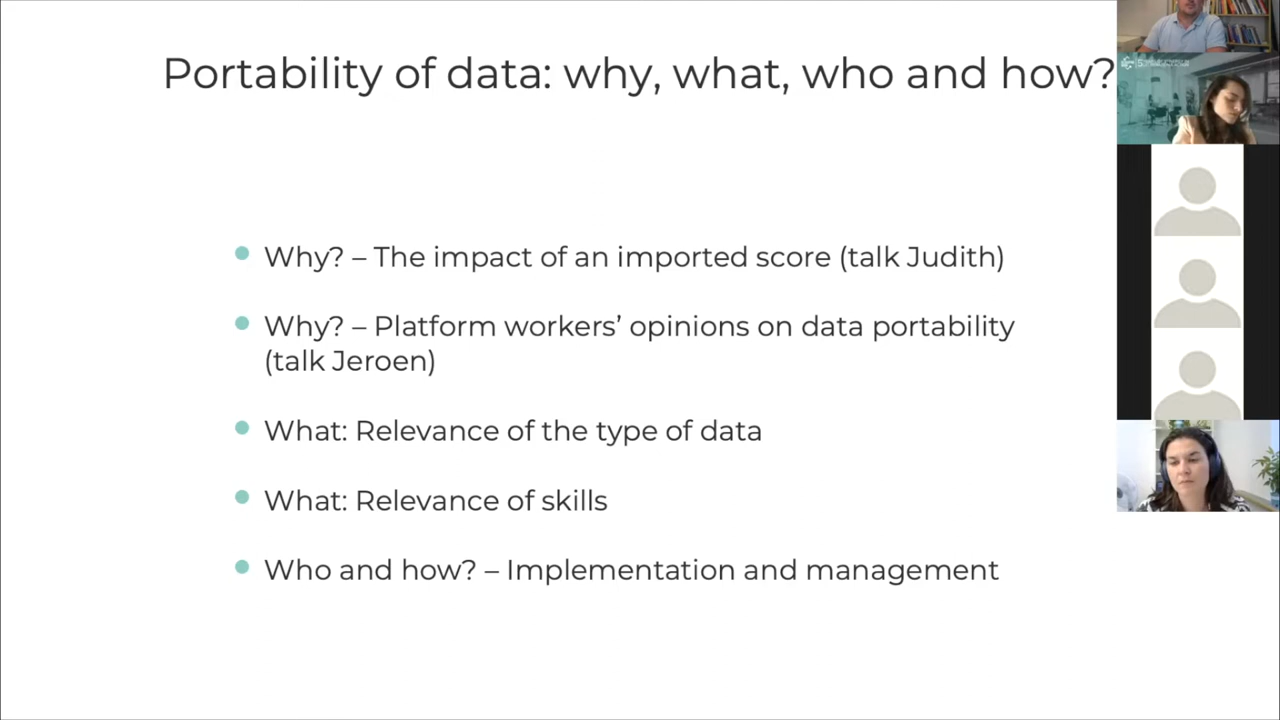 Portability of data: why, what, who and how?
Why? – The impact of an imported score (talk Judith)
Why? – Platform workers’ opinions on data portability
(talk Jeroen)
What: Relevance of the type of data
What: Relevance of skills
Who and how? – Implementation and management